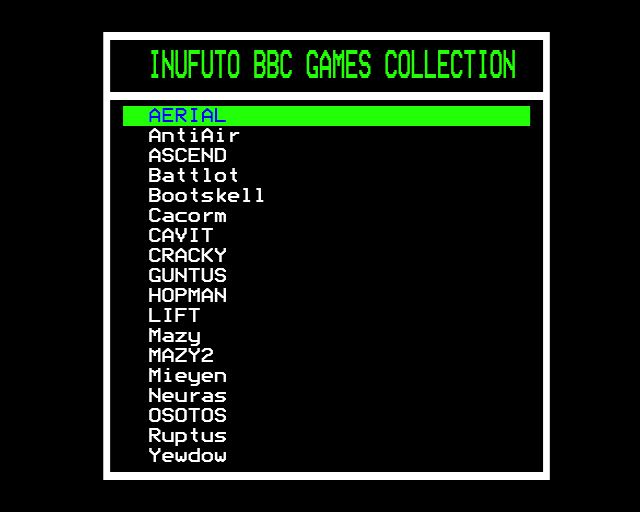 INUFUTO BBC GAMES COLLECTION
AERIAL
AntiAir
ASCEND
Battlot
Bootskell
Cacorm
CAVIT
CRACKY
GUNTUS
HOPMAN
LIFT
Mazy
MAZY2
Mieyen
Neuras
OSOTOS
Ruptus
Yewdow